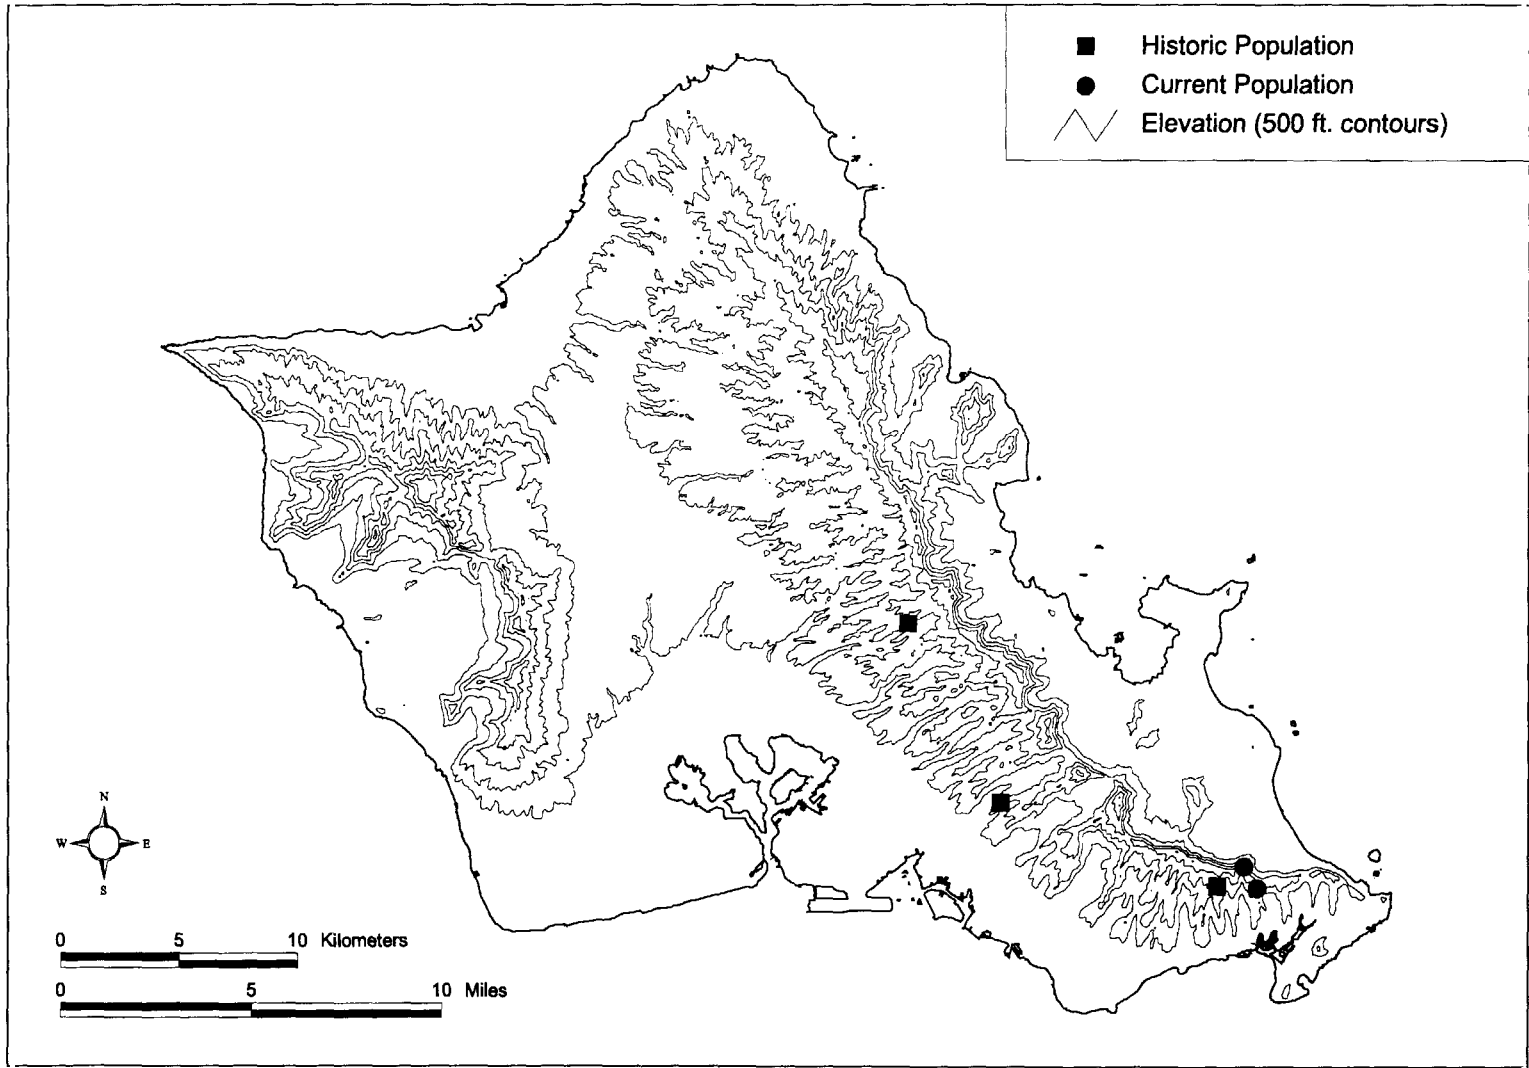 Historic Population
Current Population
Elevation (500 ft. contours)
N
W E
S
0 5 10 Kilometers
0 5 10 Miles